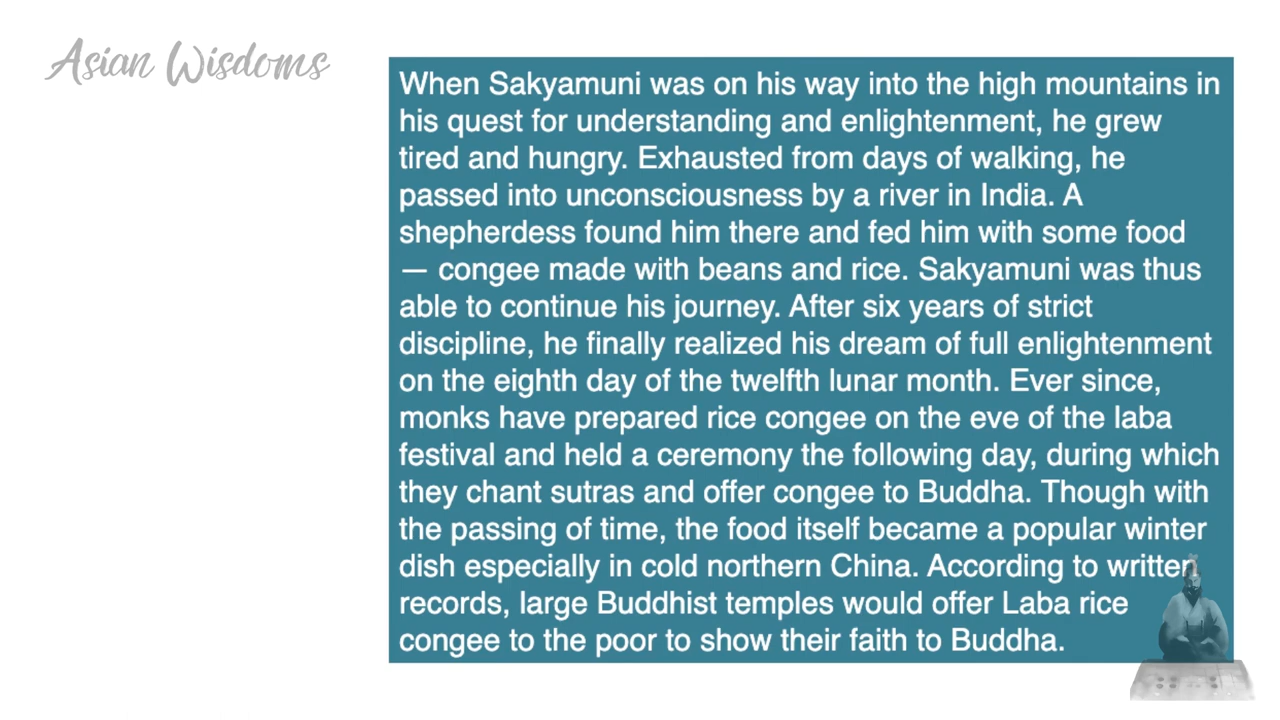 Asian Wisdoms
When Sakyamuni was on his way into the high mountains in
his quest for understanding and enlightenment, he grew
tired and hungry. Exhausted from days of walking, he
passed into unconsciousness by a river in India. A
shepherdess found him there and fed him with some food
— congee made with beans and rice. Sakyamuni was thus
able to continue his journey. After six years of strict
discipline, he finally realized his dream of full enlightenment
on the eighth day of the twelfth lunar month. Ever since,
monks have prepared rice congee on the eve of the laba
festival and held a ceremony the following day, during which
they chant sutras and offer congee to Buddha. Though with
the passing of time, the food itself became a popular winter
dish especially in cold northern China. According to written
records, large Buddhist temples would offer Laba rice
congee to the poor to show their faith to Buddha.